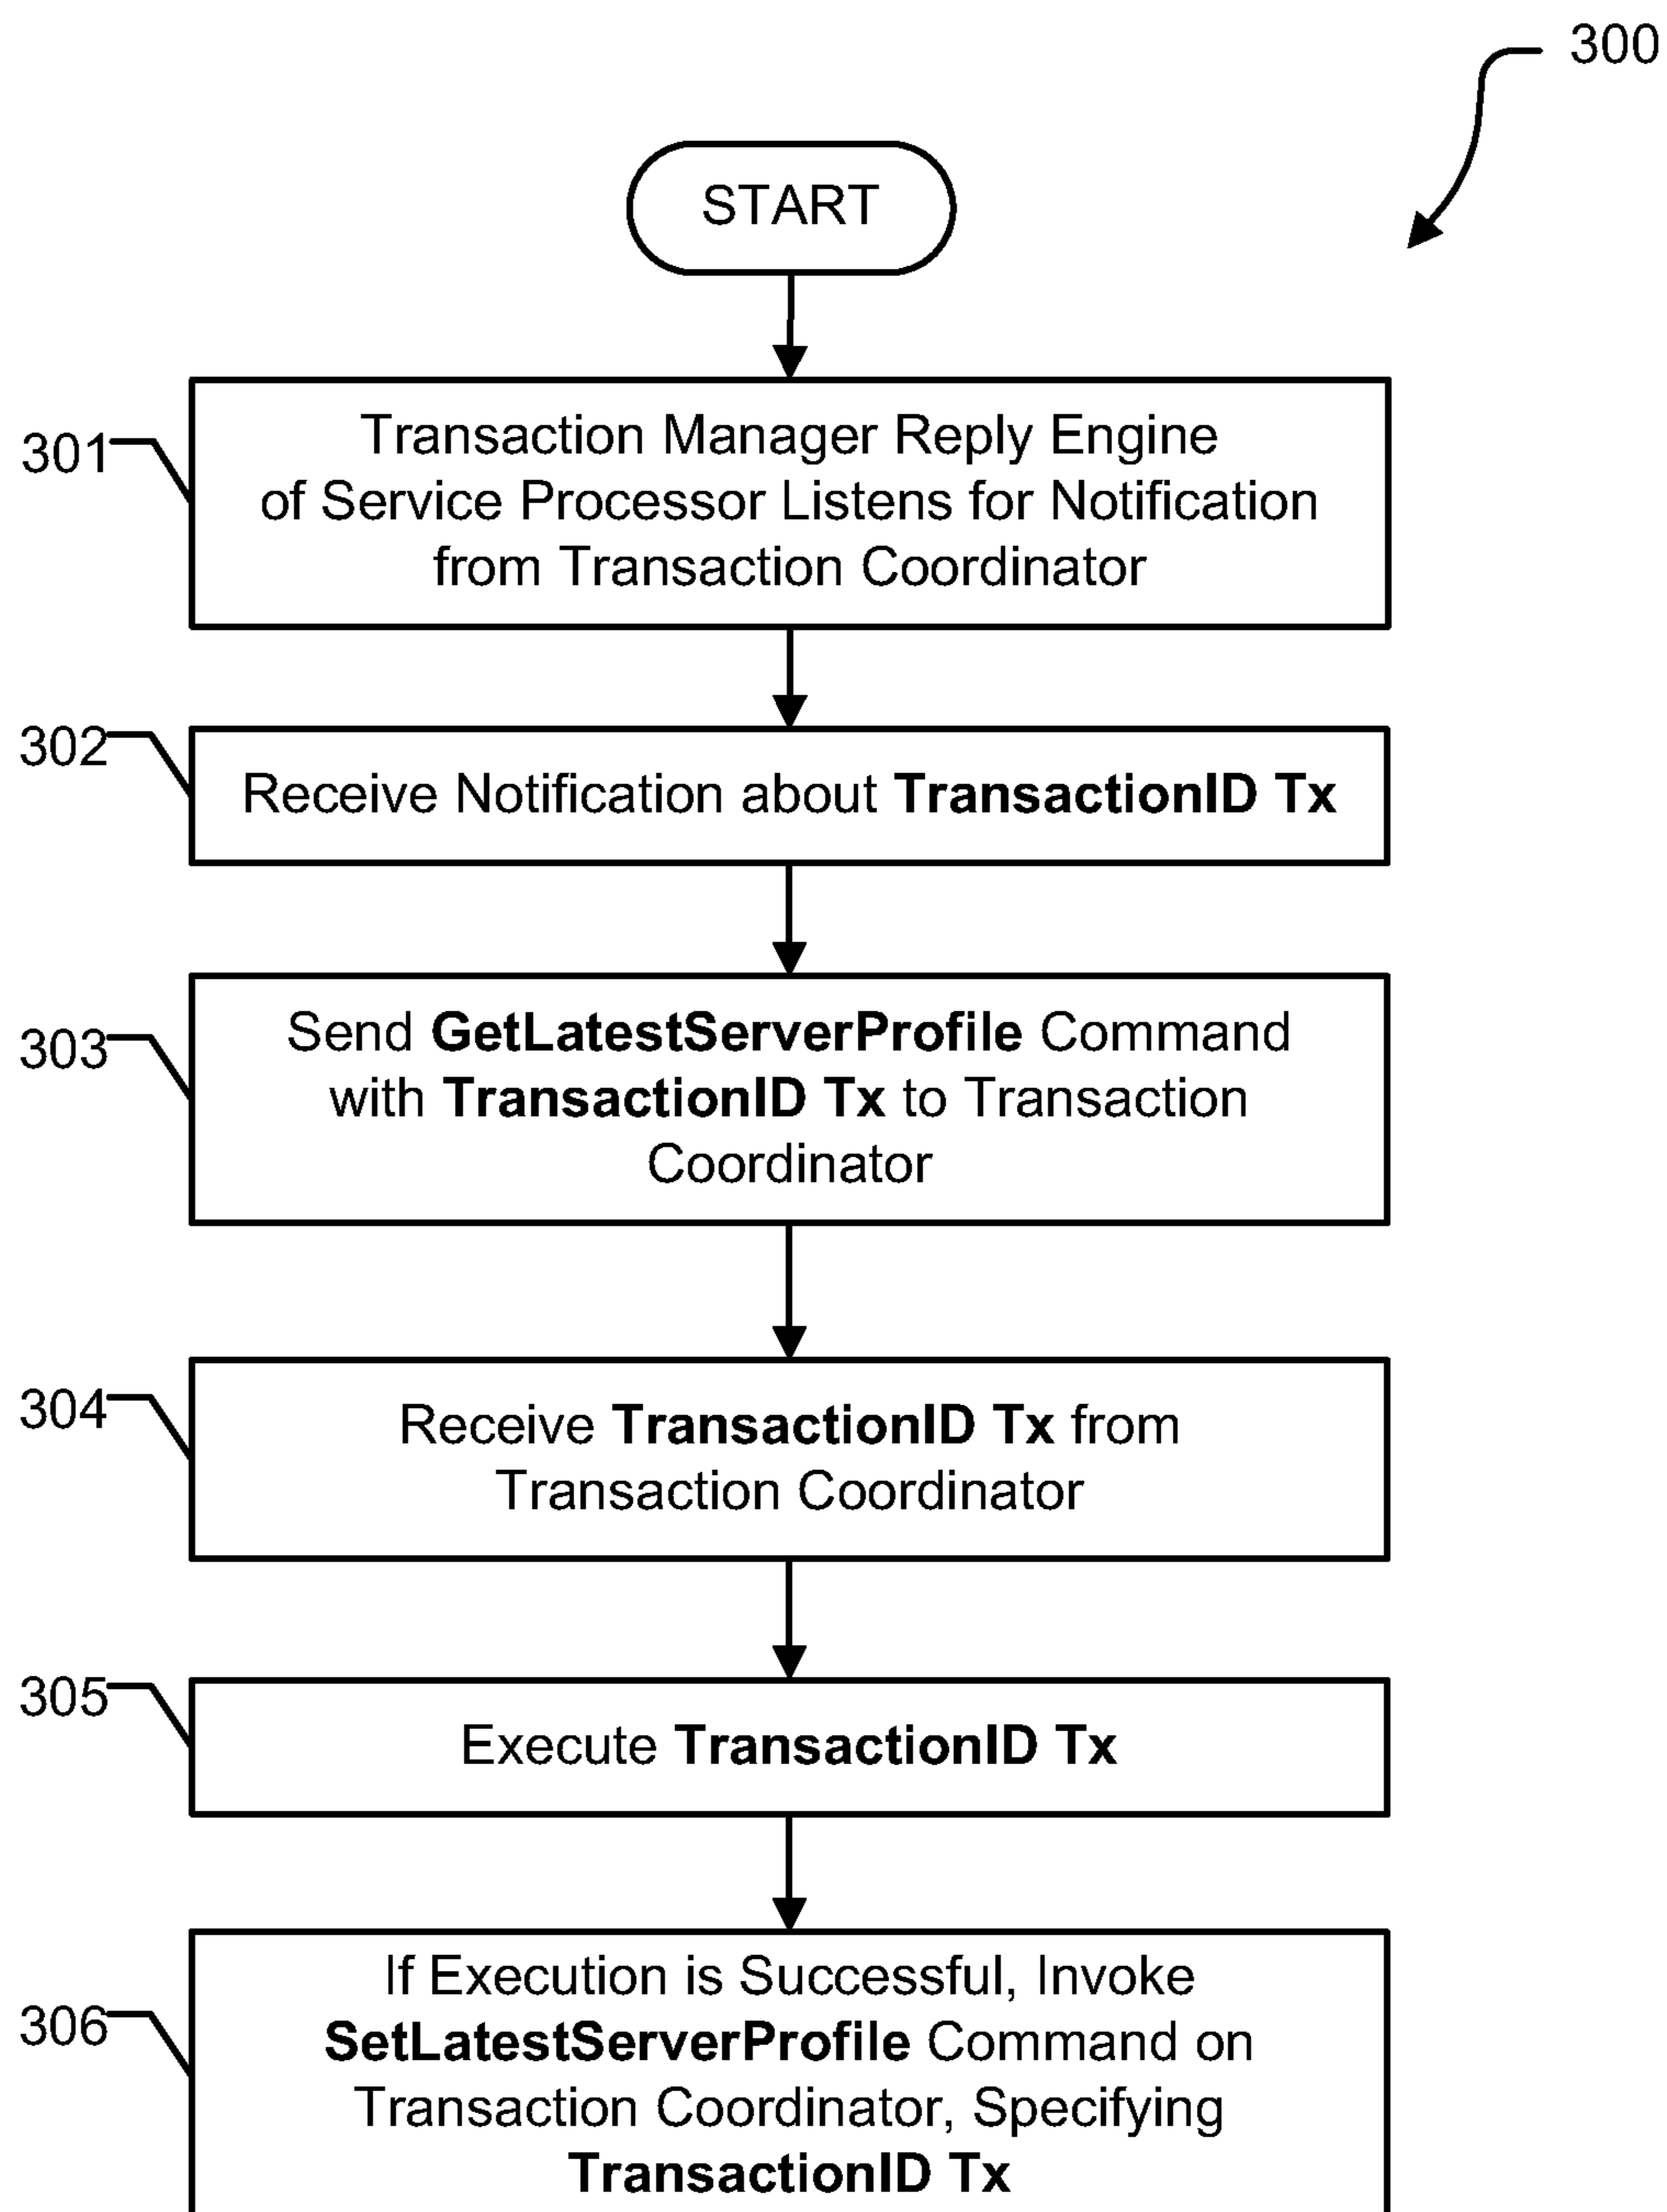 300
START
301
Transaction Manager Reply Engine
of Service Processor Listens for Notification
from Transaction Coordinator
302
Receive Notification about TransactionID Tx
303
Send GetLatestServerProfile Command
with TransactionID Tx to Transaction
Coordinator
304
Receive TransactionID Tx from
Transaction Coordinator
305
Execute TransactionID Tx
306
If Execution is Successful, Invoke
SetLatestServerProfile Command on
Transaction Coordinator, Specifying
TransactionID Tx